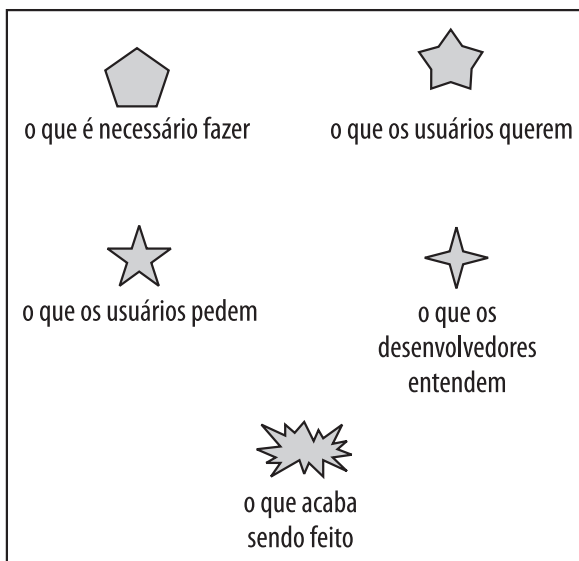 o que é necessário fazer
o que os usuários querem
o que os usuários pedem
o que os
desenvolvedores
entendem
o que acaba
sendo feito